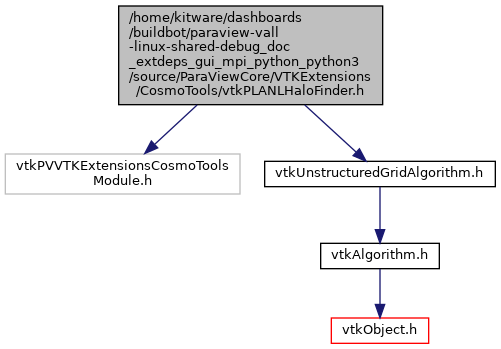 /home/kitware/dashboards
/buildbot/paraview-vall
-linux-shared-debug_doc
_extdeps_gui_mpi_python_python3
/source/ParaViewCore/VTKExtensions
/CosmoTools/vtkPLANLHaloFinder.h
vtkPVVTKExtensionsCosmoTools
Module.h
vtkUnstructuredGridAlgorithm.h
vtkAlgorithm.h
vtkObject.h